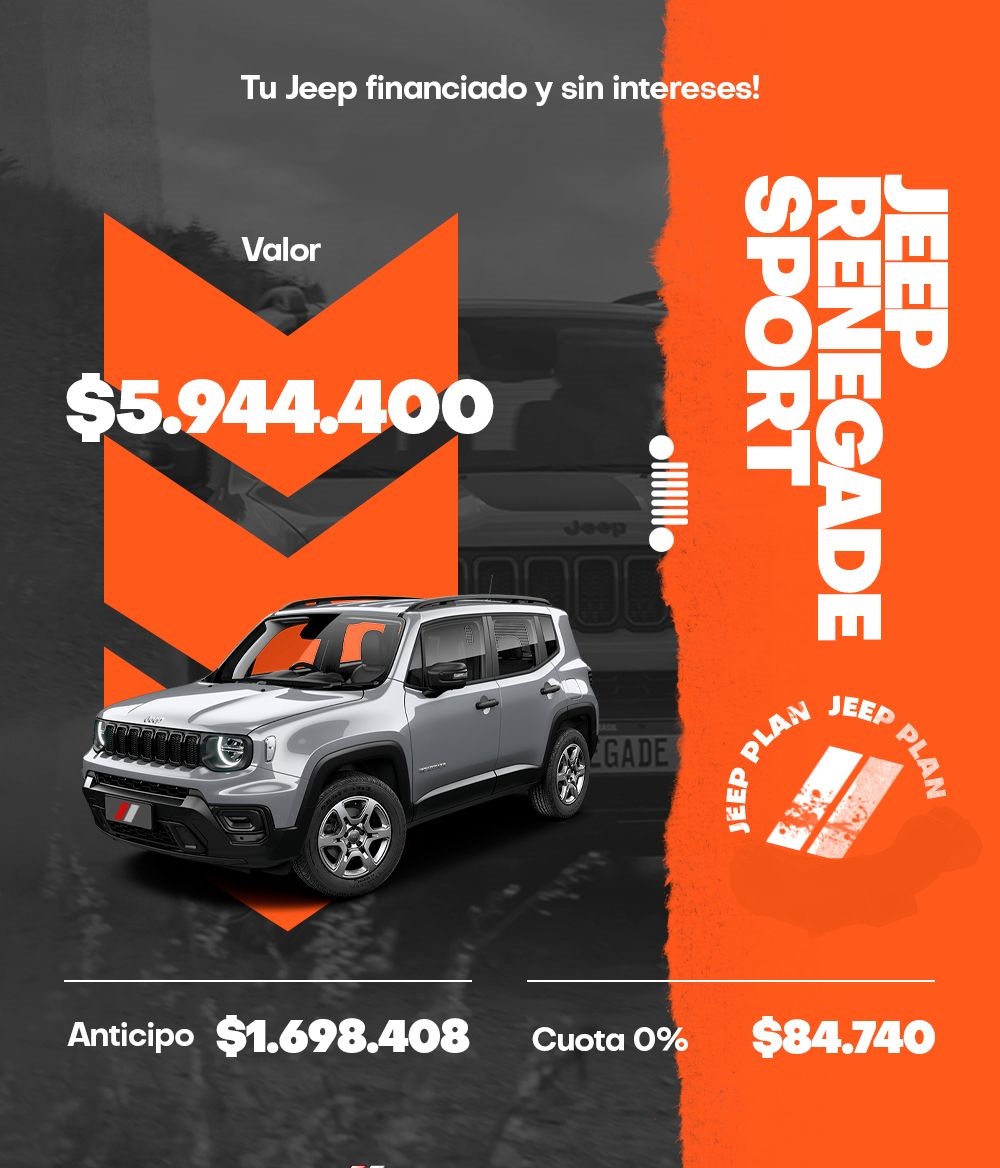 Tu Jeep financiado y sin intereses!
Valor
$5.944.400
JEEP
RENEGADE
SPORT
Jeep
JEEP PLAN JEEP PLAN
Anticipo $1.698.408
Cuota 0% $84.740